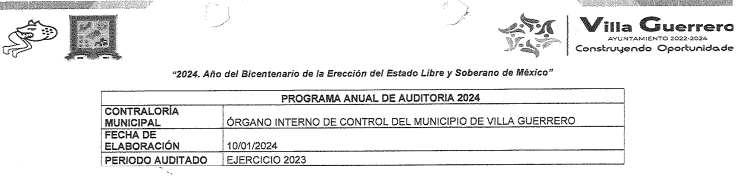 Villa Guerrero
AYUNTAMIENTO 2022-2024
Construyendo Oportunidade
"2024. Año del Bicentenario de la Erección del Estado Libre y Soberano de México"
PROGRAMA ANUAL DE AUDITORIA 2024
CONTRALORÍA
MUNICIPAL ÓRGANO INTERNO DE CONTROL DEL MUNICIPIO DE VILLA GUERRERO
FECHA DE
ELABORACIÓN 10/01/2024
PERIODO AUDITADO EJERCICIO 2023